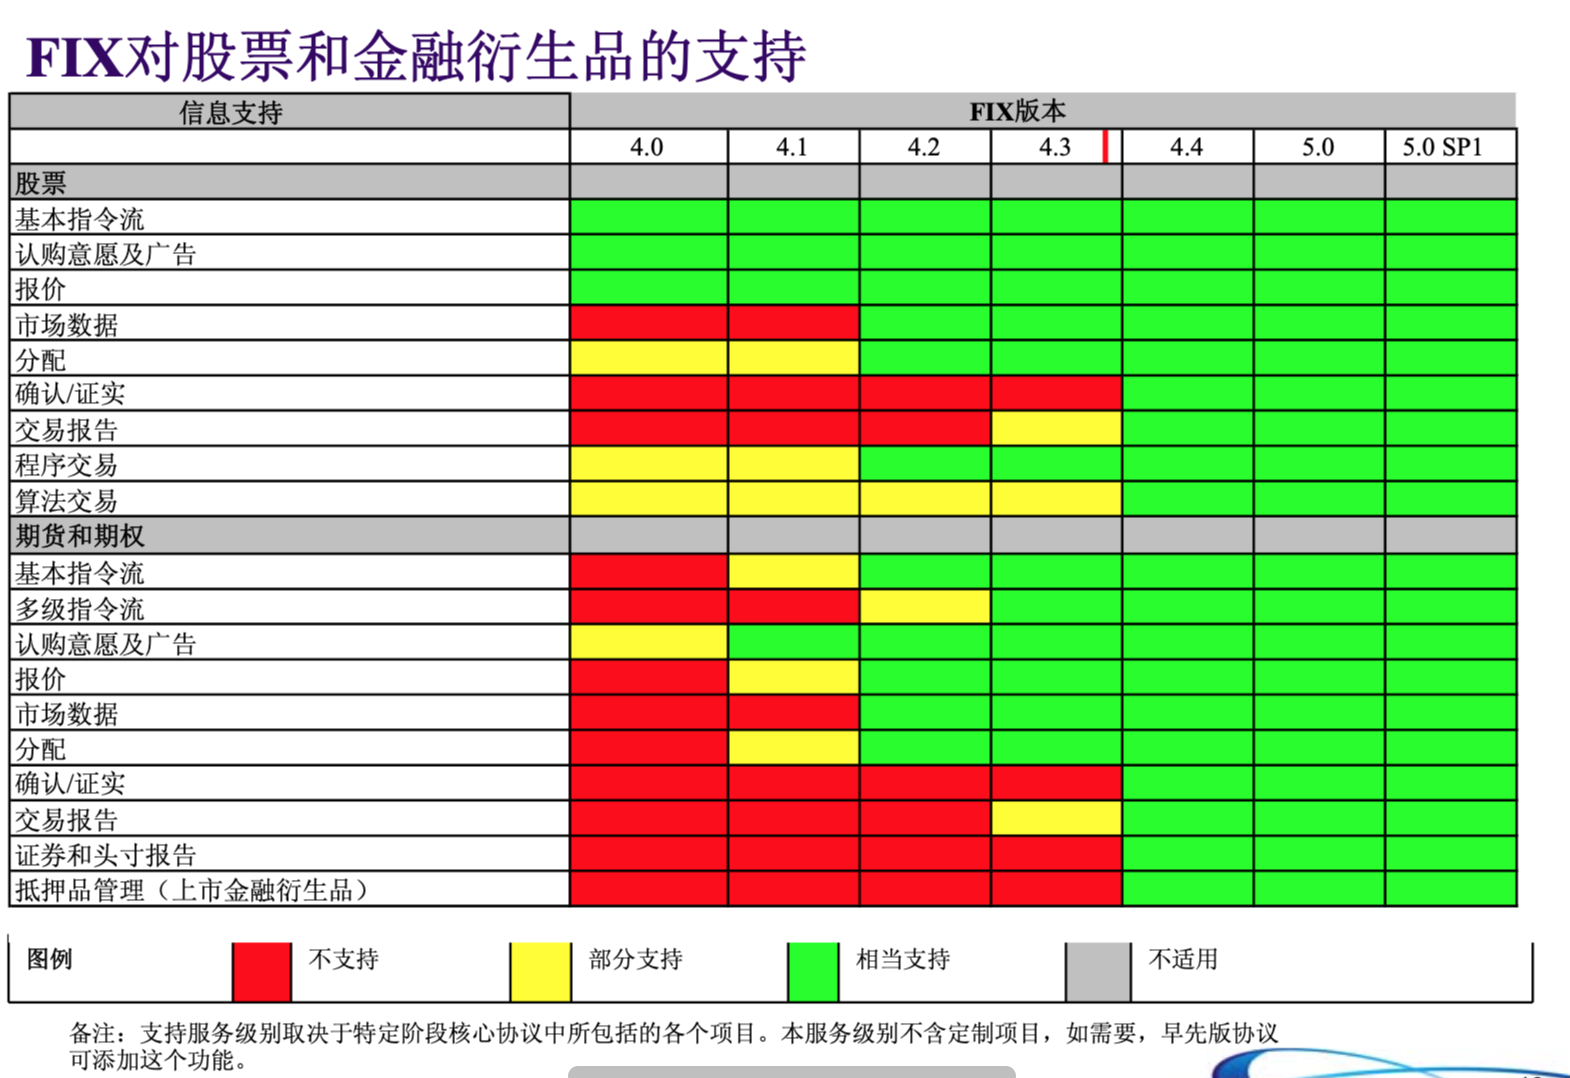 FIX对股票和金融衍生品的支持
信息支持 FIX版本
4.0 4.1 4.2 4.3 4.4 5.0 5.0 SP1
股票
基本指令流
认购意愿及广告
报价
市场数据
分配
确认/证实
交易报告
程序交易
算法交易
期货和期权
基本指令流
多级指令流
认购意愿及广告
报价
市场数据
分配
确认/证实
交易报告
证券和头寸报告
抵押品管理（上市金融衍生品）
图例 不支持 部分支持 相当支持 不适用
备注：支持服务级别取决于特定阶段核心协议中所包括的各个项目。本服务级别不含定制项目，如需要，早先版协议
可添加这个功能。